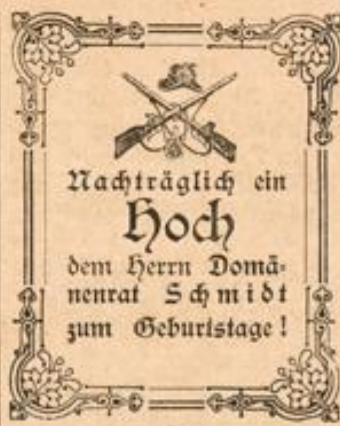 Nachträglich ein
Hoch
dem Herrn Domä-
nenrat Schmidt
zum Geburtstage!